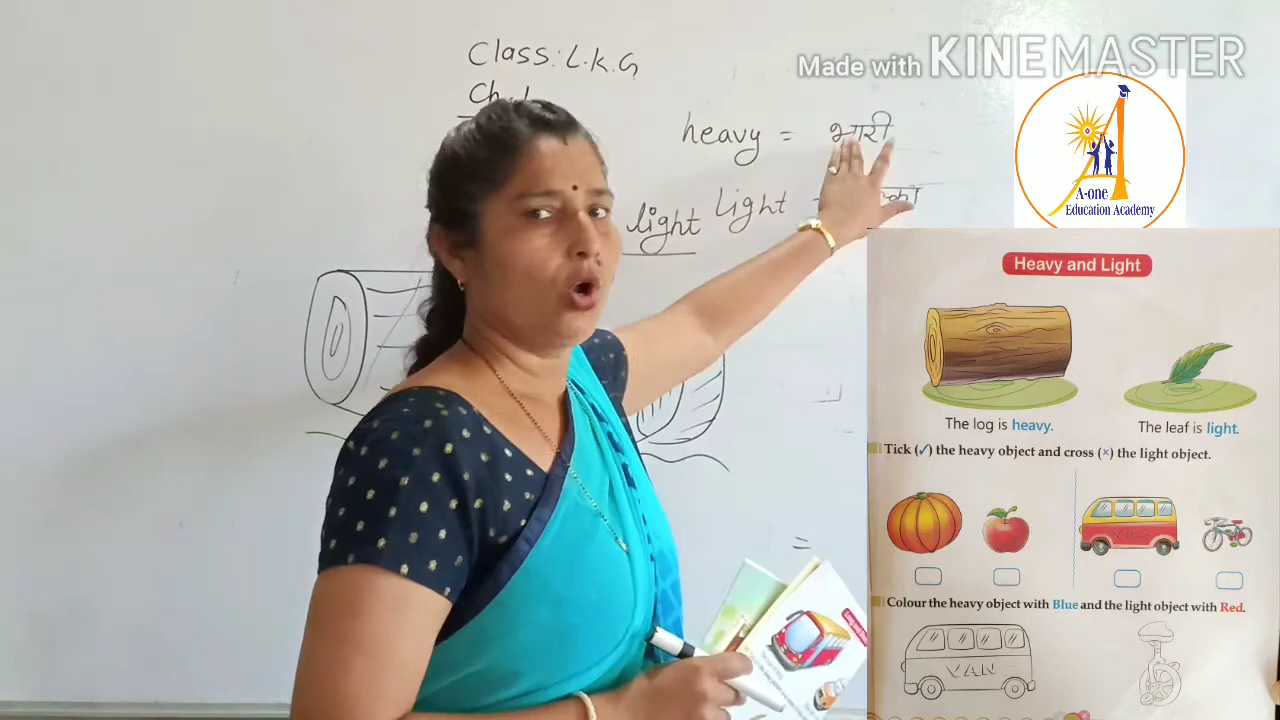 Class: L.K.G
Made with KINEMASTER
heavy = भारी
light
Light
A-one
Education Academy
Heavy and Light
The log is heavy.
The leaf is light.
Tick (✓) the heavy object and cross (×) the light object.
Colour the heavy object with Blue and the light object with Red.
VAN